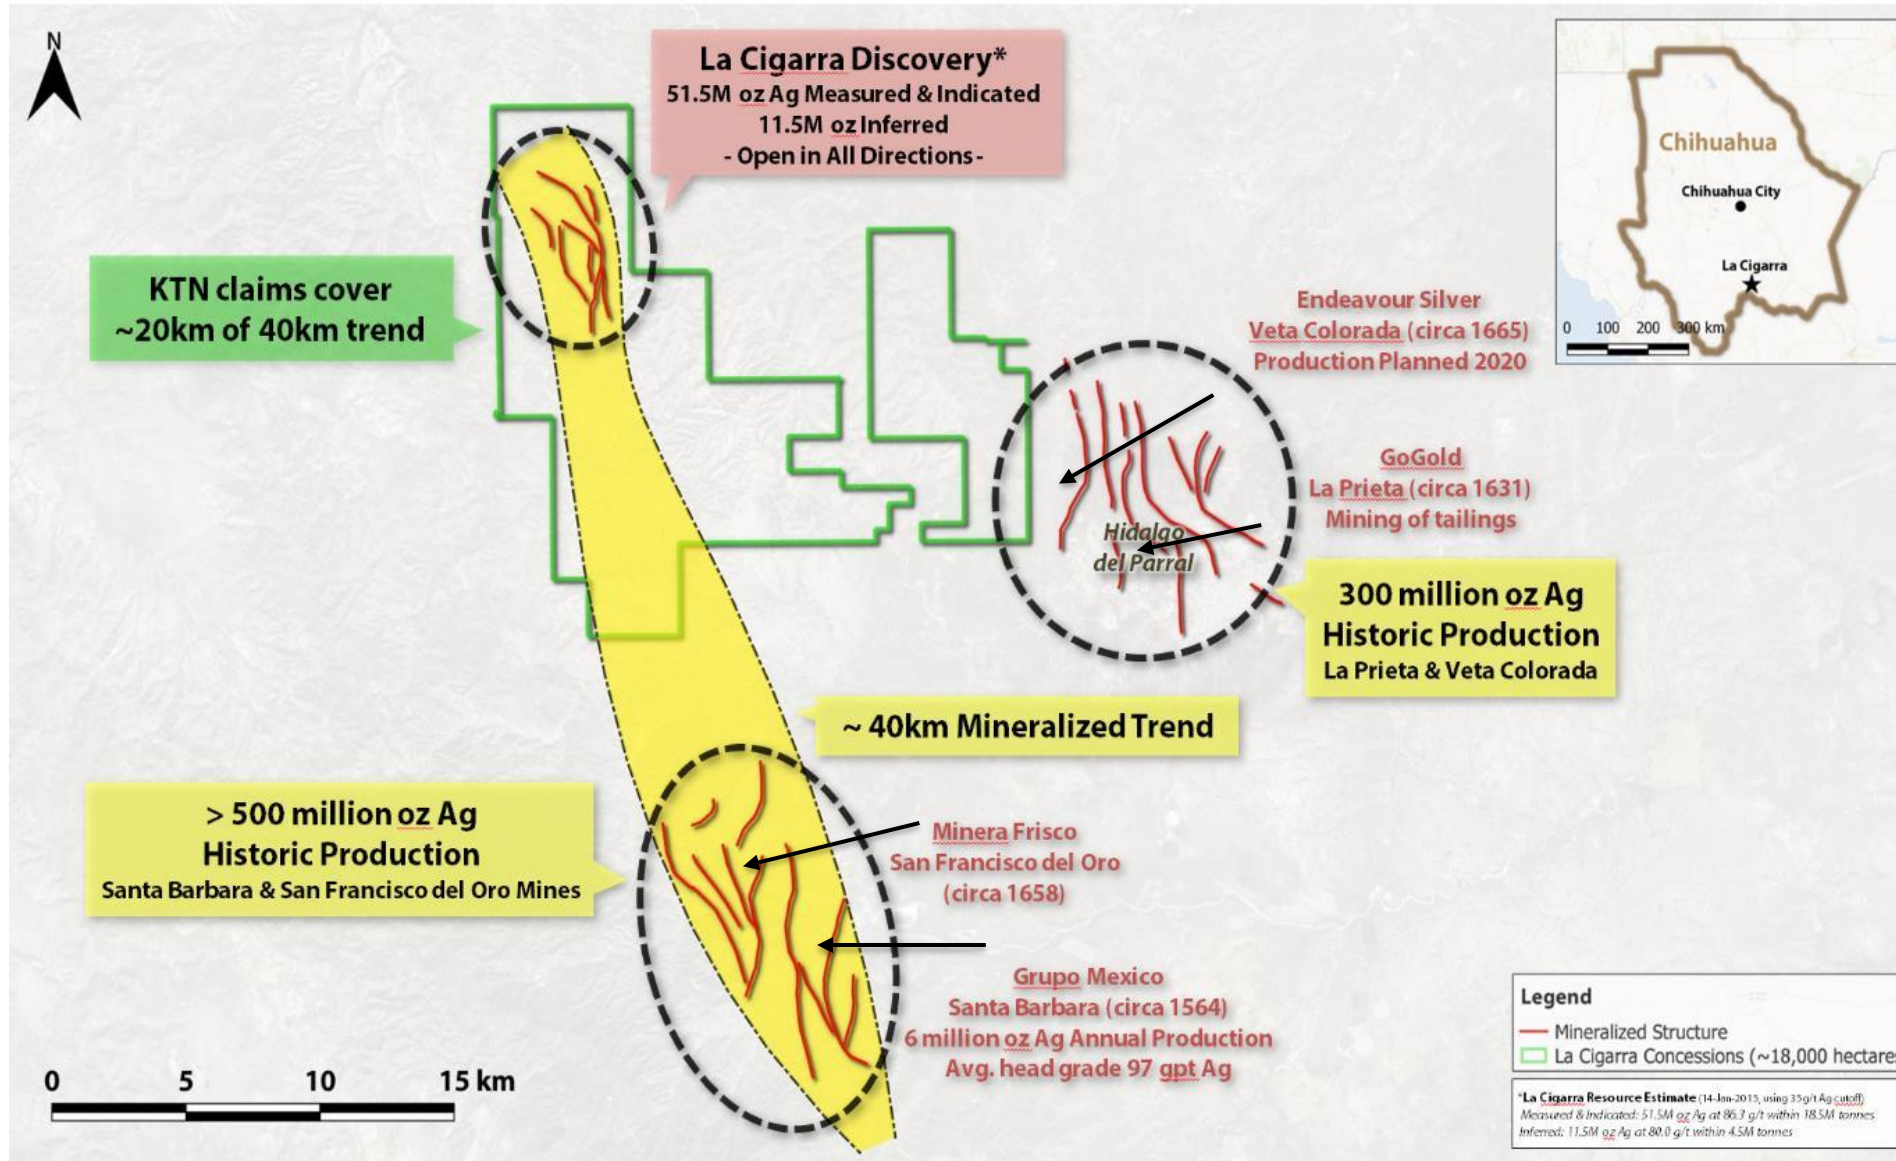 N
La Cigarra Discovery*
51.5M oz Ag Measured & Indicated
11.5M oz Inferred
- Open in All Directions -
KTN claims cover
~20km of 40km trend
Chihuahua
Chihuahua City
La Cigarra
0 100 200 300 km
Endeavour Silver
Veta Colorada (circa 1665)
Production Planned 2020
GoGold
La Prieta (circa 1631)
Mining of tailings
Hidalgo
del Parral
300 million oz Ag
Historic Production
La Prieta & Veta Colorada
~ 40km Mineralized Trend
> 500 million oz Ag
Historic Production
Santa Barbara & San Francisco del Oro Mines
Minera Frisco
San Francisco del Oro
(circa 1658)
Grupo Mexico
Santa Barbara (circa 1564)
6 million oz Ag Annual Production
Avg. head grade 97 gpt Ag
0 5 10 15 km
Legend
Mineralized Structure
La Cigarra Concessions (~18,000 hectares
*La Cigarra Resource Estimate (14-Jan-2015, using 35g/t Ag cutoff)
Measured & Indicated: 51.5M oz Ag at 86.3 g/t within 18.5M tonnes
Inferred: 11.5M oz Ag at 80.0 g/t within 4.5M tonnes